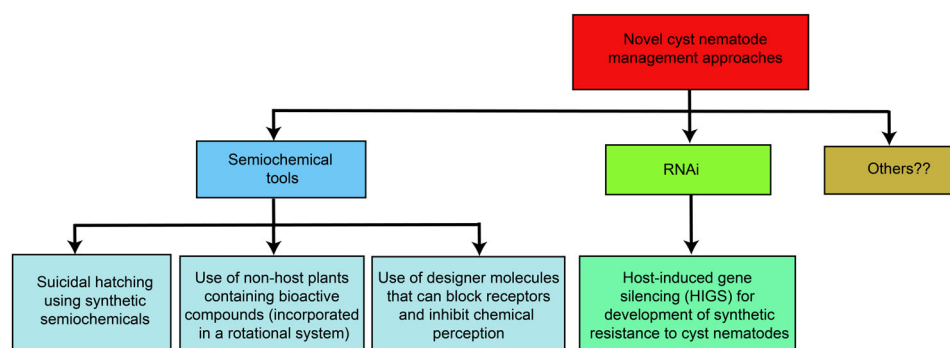 Novel cyst nematode
management approaches
Semiochemical
tools
RNAi
Others??
Suicidal hatching
using synthetic
semiochemicals
Use of non-host plants
containing bioactive
compounds (incorporated
in a rotational system)
Use of designer molecules
that can block receptors
and inhibit chemical
perception
Host-induced gene
silencing (HIGS) for
development of synthetic
resistance to cyst nematodes